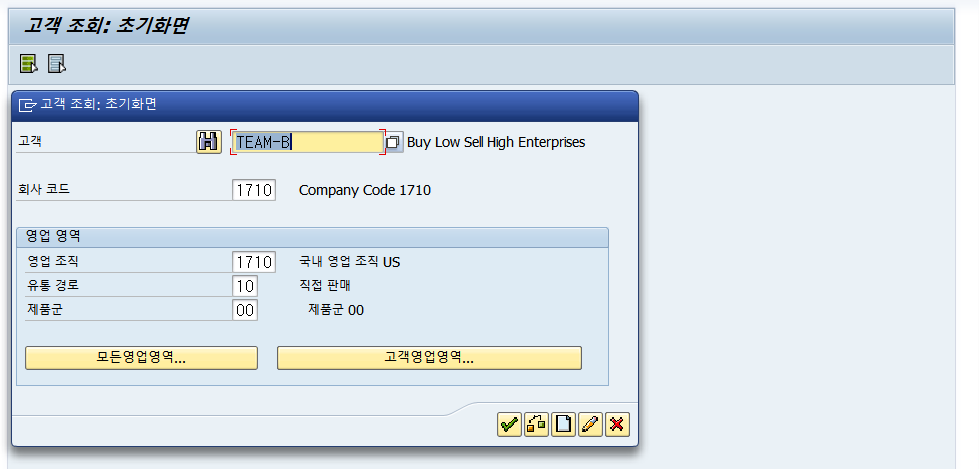 고객 조회: 초기화면
고객 조회: 초기화면
고객 TEAM-B Buy Low Sell High Enterprises
회사 코드 1710 Company Code 1710
영업 영역
영업 조직 1710 국내 영업 조직 US
유통 경로 10 직접 판매
제품군 00 제품군 00
모든영업영역... 고객영업영역...